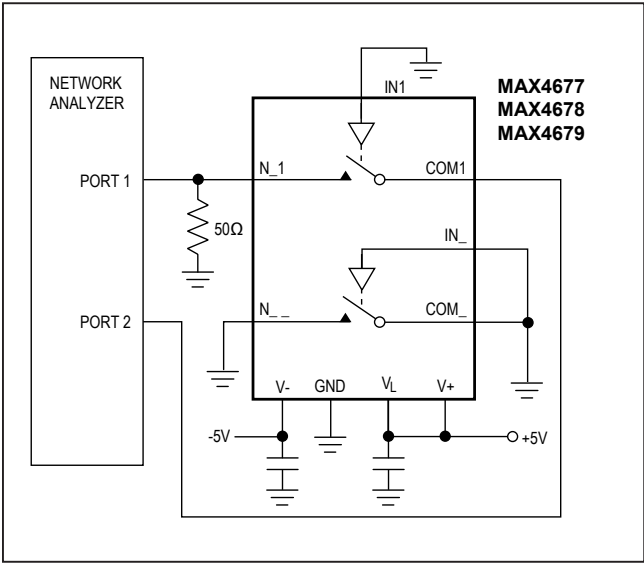 NETWORK
ANALYZER
PORT 1
PORT 2
50Ω
IN1
MAX4677
MAX4678
MAX4679
N_1
COM1
IN_
N_ _
COM_
V-
GND
VL
V+
-5V
+5V